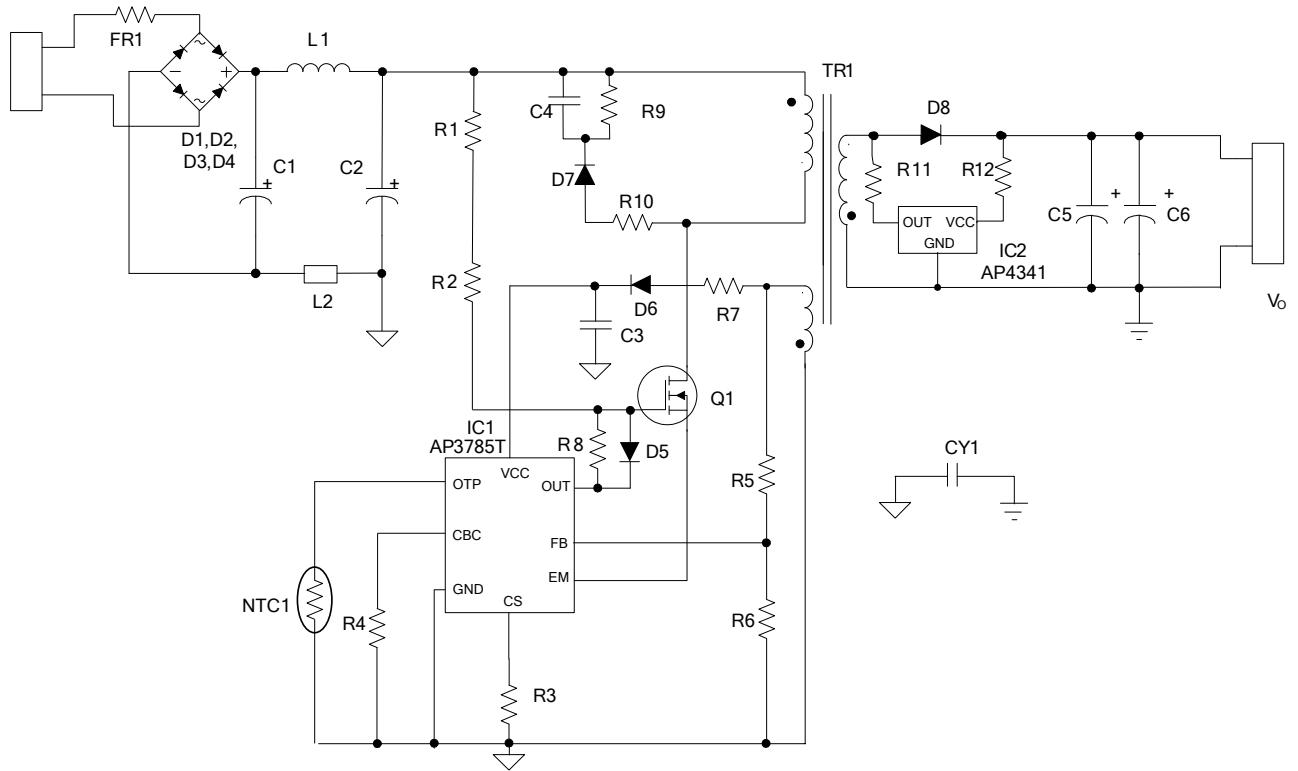 FR1
L1
TR1
D1,D2,
D3,D4
C1
C2
L2
R1
R2
C4
R9
D7
R10
D6
R7
C3
Q1
D8
R11
R12
OUT
VCC
GND
IC2
AP4341
C5
+
+
C6
Vo
IC1
AP3785T
R8
D5
VCC
OTP
OUT
CBC
FB
GND
EM
CS
NTC1
R4
R3
R5
R6
CY1
~
−
+
~
+
+